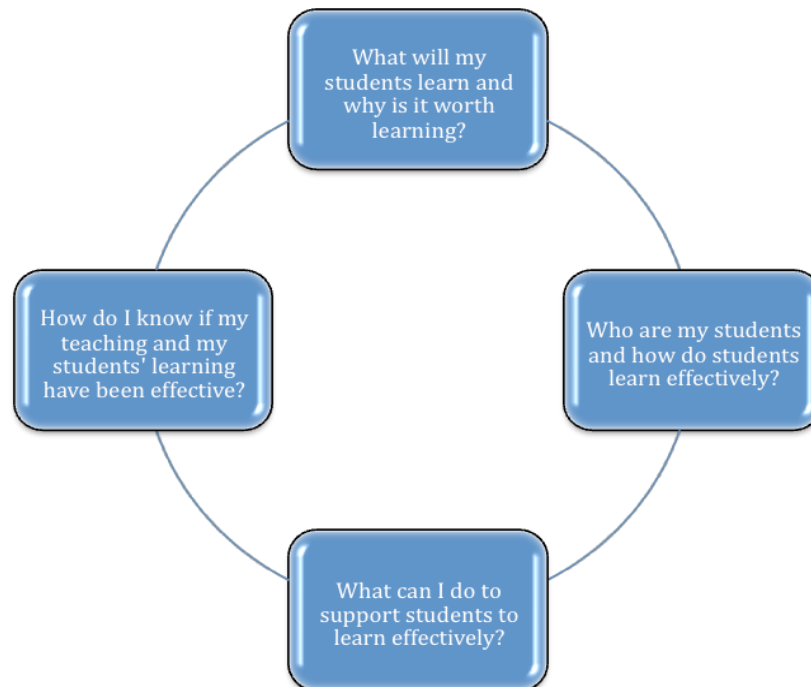 What will my
students learn and
why is it worth
learning?
Who are my students
and how do students
learn effectively?
What can I do to
support students to
learn effectively?
How do I know if my
teaching and my
students' learning
have been effective?